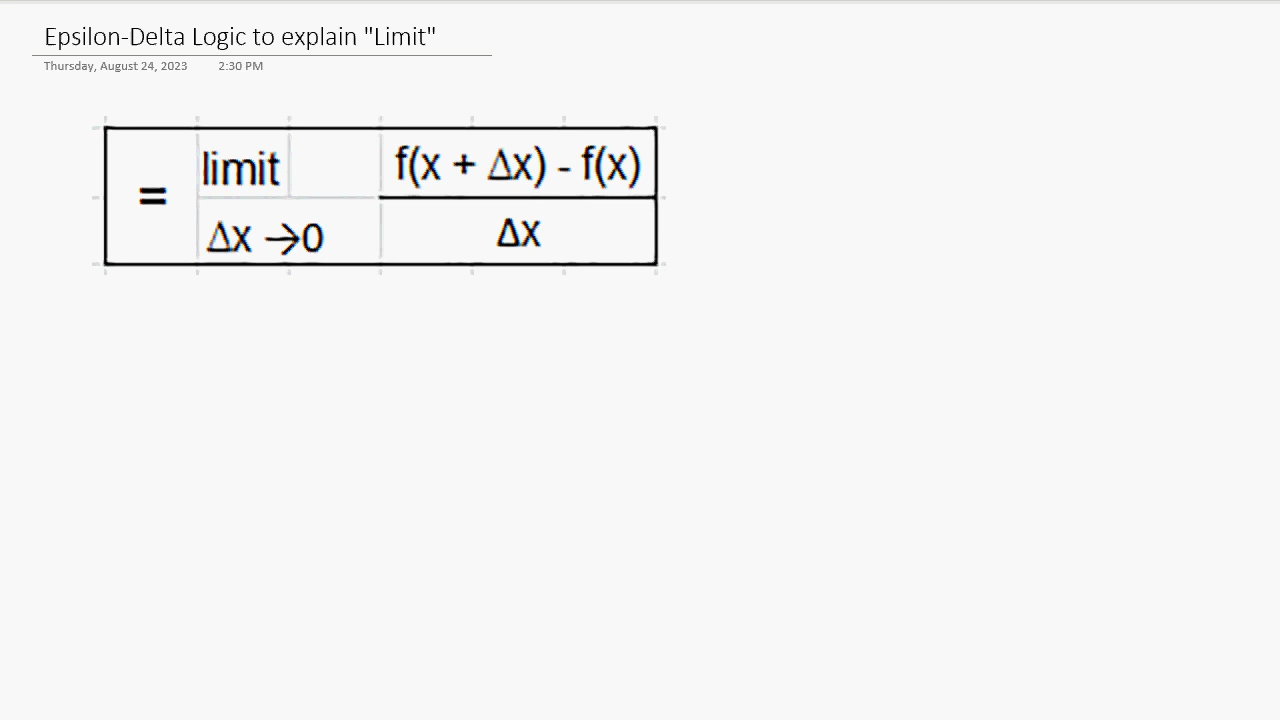 Epsilon-Delta Logic to explain "Limit"
Thursday, August 24, 2023 2:30 PM
= limit f(x + Δx) - f(x)
Δx →0 Δx